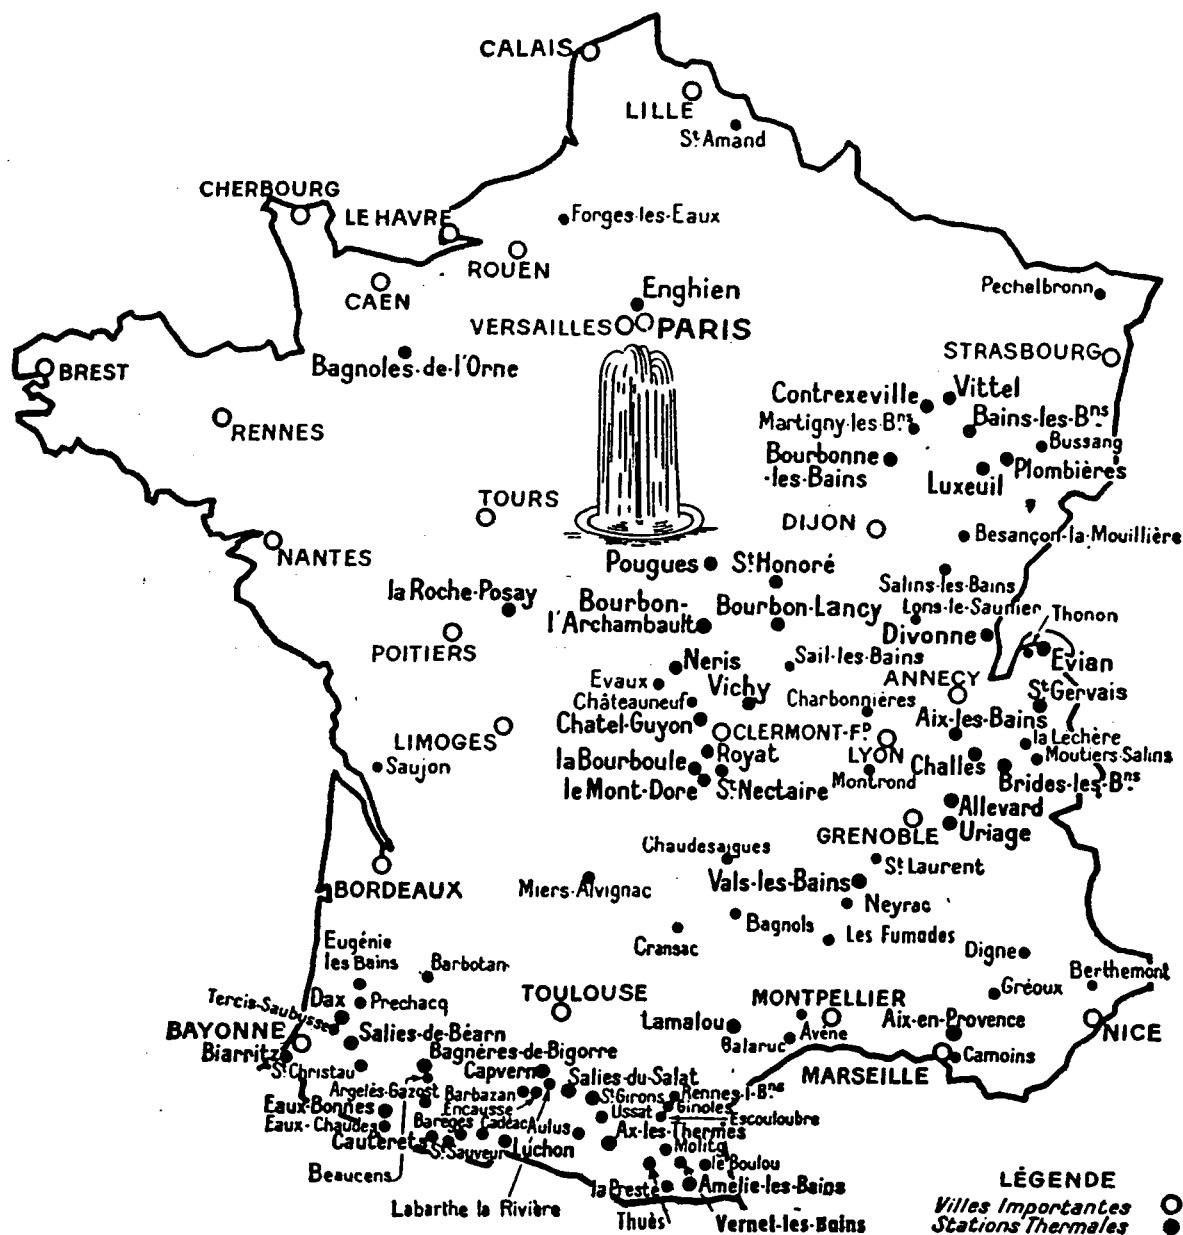 CALAIS
LILLE
St Amand
CHERBOURG
LE HAVRE
Forges-les-Eaux
ROUEN
CAEN
Pechelbronn
Enghien
VERSAILLES
PARIS
STRASBOURG
Bagnoles-de-l'Orne
BREST
Contrexeville
Vittel
RENNES
Martigny-les-Bns
Bains-les-Bns
Bussang
Bourbonne
-les-Bains
Plombières
Luxeuil
TOURS
DIJON
NANTES
Besançon-la-Mouillière
Pougues
St Honoré
la Roche-Posay
Salins-les-Bains
Bourbon-
l'Archambault
Bourbon-Lancy
Lons-le-Saunier
Thonon
Divonne
POITIERS
Neris
Sail-les-Bains
Evian
Evaux
Vichy
ANNECY
St Gervais
Châteauneuf
Charbonnières
Chatel-Guyon
Aix-les-Bains
CLERMONT-FD
LIMOGES
la Léchère
Saujon
la Bourboule
Royat
LYON
Challes
Moutiers-Salins
le Mont-Dore
St Nectaire
Montrond
Brides-les-Bns
Allevard
GRENOBLE
Uriage
Chaudesaigues
St Laurent
BORDEAUX
Miers-Alvignac
Vals-les-Bains
Neyrac
Bagnols
Les Fumades
Cransac
Digne
Eugénie
les Bains
Barbotan
Berthemont
Tercis-Saubusse
Dax
Prechacq
TOULOUSE
MONTPELLIER
Gréoux
BAYONNE
Salies-de-Béarn
Lamalou
Avène
Aix-en-Provence
NICE
Biarritz
Balaruc
Camoins
St Christau
Bagnères-de-Bigorre
Capvern
MARSEILLE
Argelès-Gazost
Barbazan
Salies-du-Salat
Encausse
St Girons
Rennes-l-Bns
Eaux-Bonnes
Ginoles
Ussat
Escouloubre
Eaux-Chaudes
Barèges
Cadéac
Aulus
Ax-les-Thermes
Cauterets
St Sauveur
Luchon
Molitg
Beaucens
le Boulou
la Preste
Amélie-les-Bains
Labarthe la Rivière
Thuès
Vernet-les-Bains
LÉGENDE
Villes Importantes
Stations Thermales